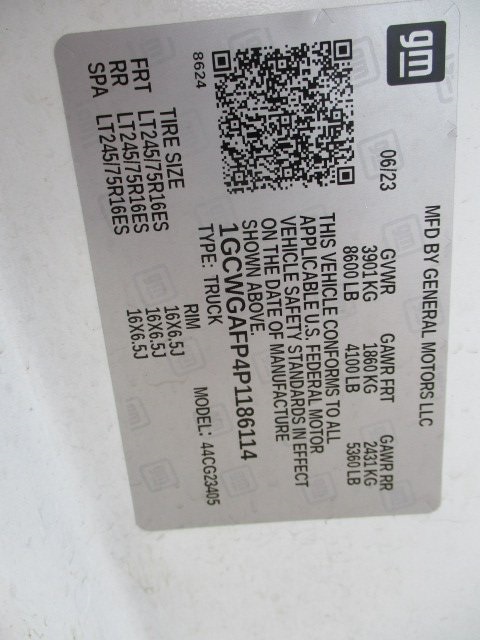 gm
MFD BY GENERAL MOTORS LLC
06/23 GVWR GAWR FRT GAWR RR
3901 KG 1860 KG 2431 KG
8600 LB 4100 LB 5360 LB
THIS VEHICLE CONFORMS TO ALL
APPLICABLE U.S. FEDERAL MOTOR
VEHICLE SAFETY STANDARDS IN EFFECT
ON THE DATE OF MANUFACTURE
SHOWN ABOVE.
1GCWGAFP4P1186114
TYPE: TRUCK MODEL: 44CG23405
8624
TIRE SIZE RIM
FRT LT245/75R16ES 16X6.5J
RR LT245/75R16ES 16X6.5J
SPA LT245/75R16ES 16X6.5J